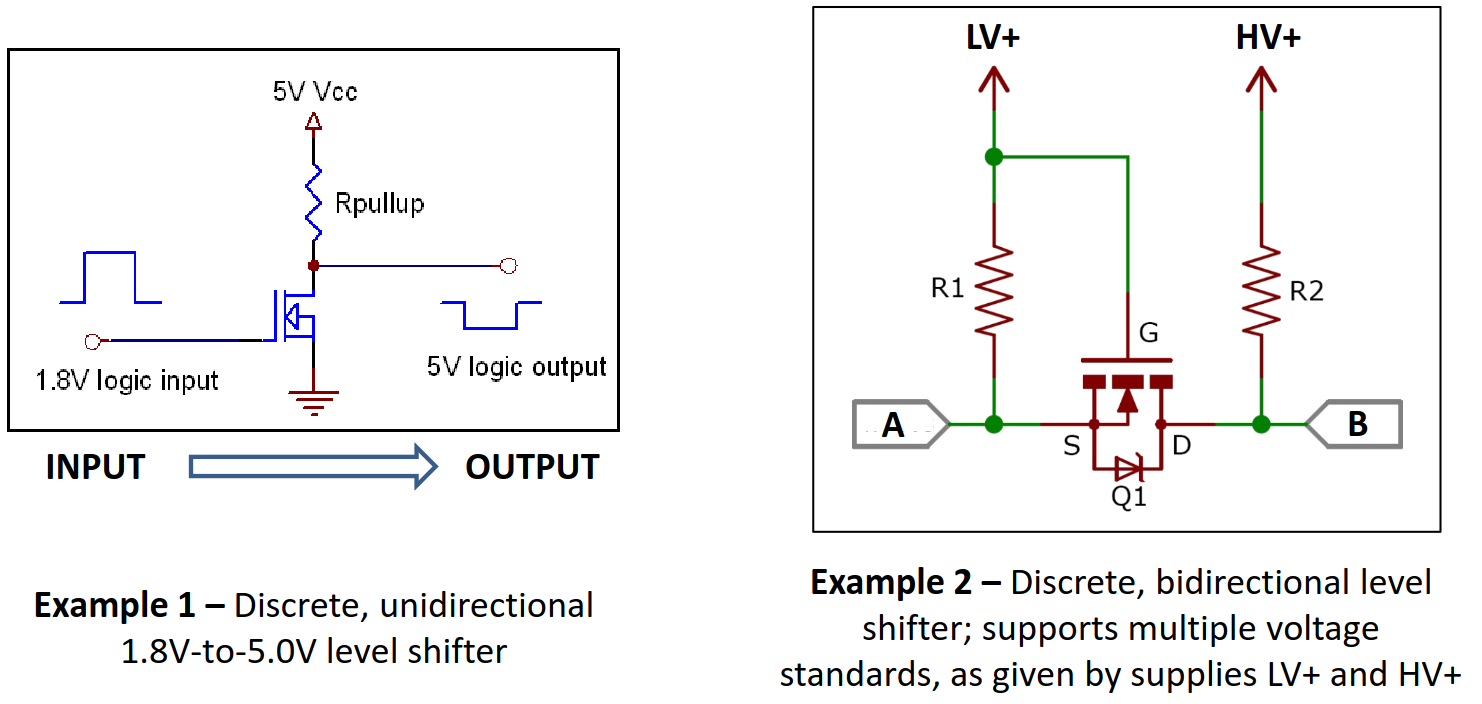 5V Vcc
Rpullup
1.8V logic input
5V logic output
INPUT
OUTPUT
Example 1 – Discrete, unidirectional
1.8V-to-5.0V level shifter
LV+
HV+
R1
R2
G
A
S
D
B
Q1
Example 2 – Discrete, bidirectional level
shifter; supports multiple voltage
standards, as given by supplies LV+ and HV+